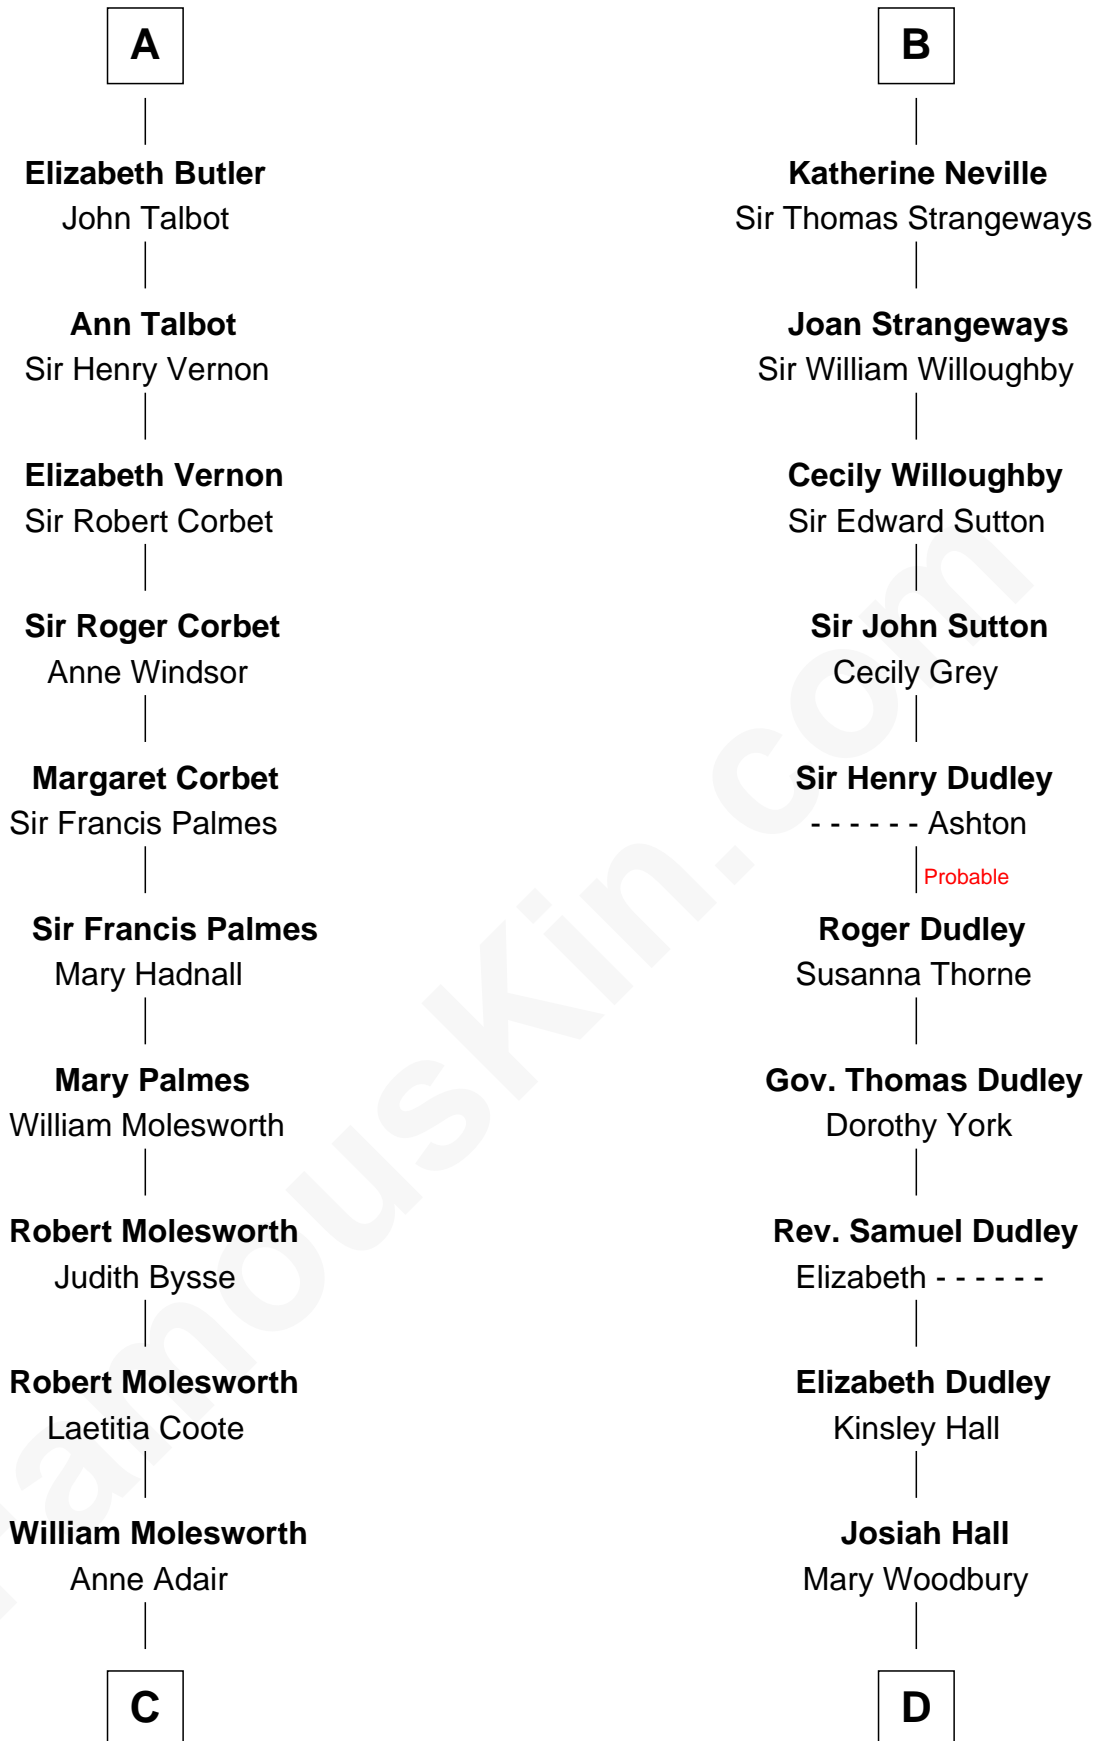 A
Elizabeth Butler
John Talbot
Ann Talbot
Sir Henry Vernon
Elizabeth Vernon
Sir Robert Corbet
Sir Roger Corbet
Anne Windsor
Margaret Corbet
Sir Francis Palmes
Sir Francis Palmes
Mary Hadnall
Mary Palmes
William Molesworth
Robert Molesworth
Judith Bysse
Robert Molesworth
Laetitia Coote
William Molesworth
Anne Adair
C
B
Katherine Neville
Sir Thomas Strangeways
Joan Strangeways
Sir William Willoughby
Cecily Willoughby
Sir Edward Sutton
Sir John Sutton
Cecily Grey
Sir Henry Dudley
- - - - - - Ashton
Probable
Roger Dudley
Susanna Thorne
Gov. Thomas Dudley
Dorothy York
Rev. Samuel Dudley
Elizabeth - - - - - -
Elizabeth Dudley
Kinsley Hall
Josiah Hall
Mary Woodbury
D
FamousKin.com